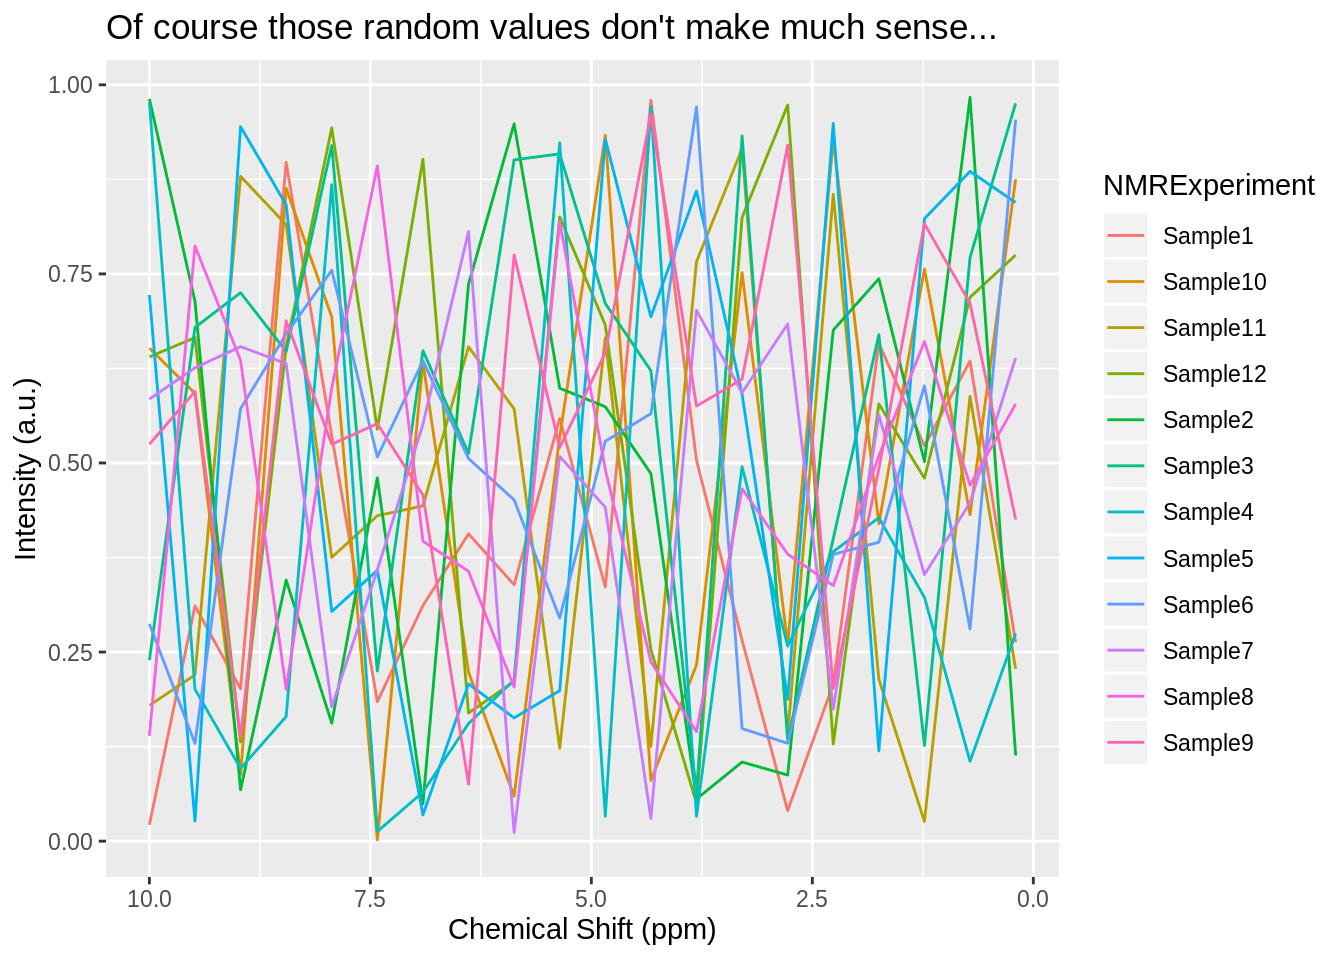 Of course those random values don't make much sense...
1.00
0.75
0.50
0.25
0.00
Intensity (a.u.)
10.0 7.5 5.0 2.5 0.0
Chemical Shift (ppm)
NMRExperiment
Sample1
Sample10
Sample11
Sample12
Sample2
Sample3
Sample4
Sample5
Sample6
Sample7
Sample8
Sample9